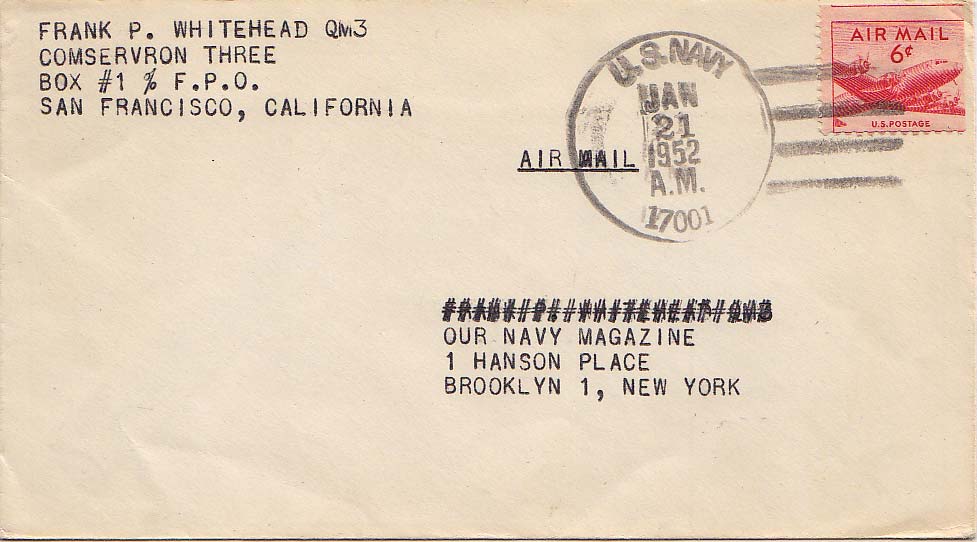 FRANK P. WHITEHEAD QM3
COMSERVRON THREE
BOX #1 % F.P.O.
SAN FRANCISCO, CALIFORNIA
AIR MAIL
U.S. NAVY
JAN
21
1952
A.M.
17001
AIR MAIL
6¢
U.S. POSTAGE
OUR NAVY MAGAZINE
1 HANSON PLACE
BROOKLYN 1, NEW YORK